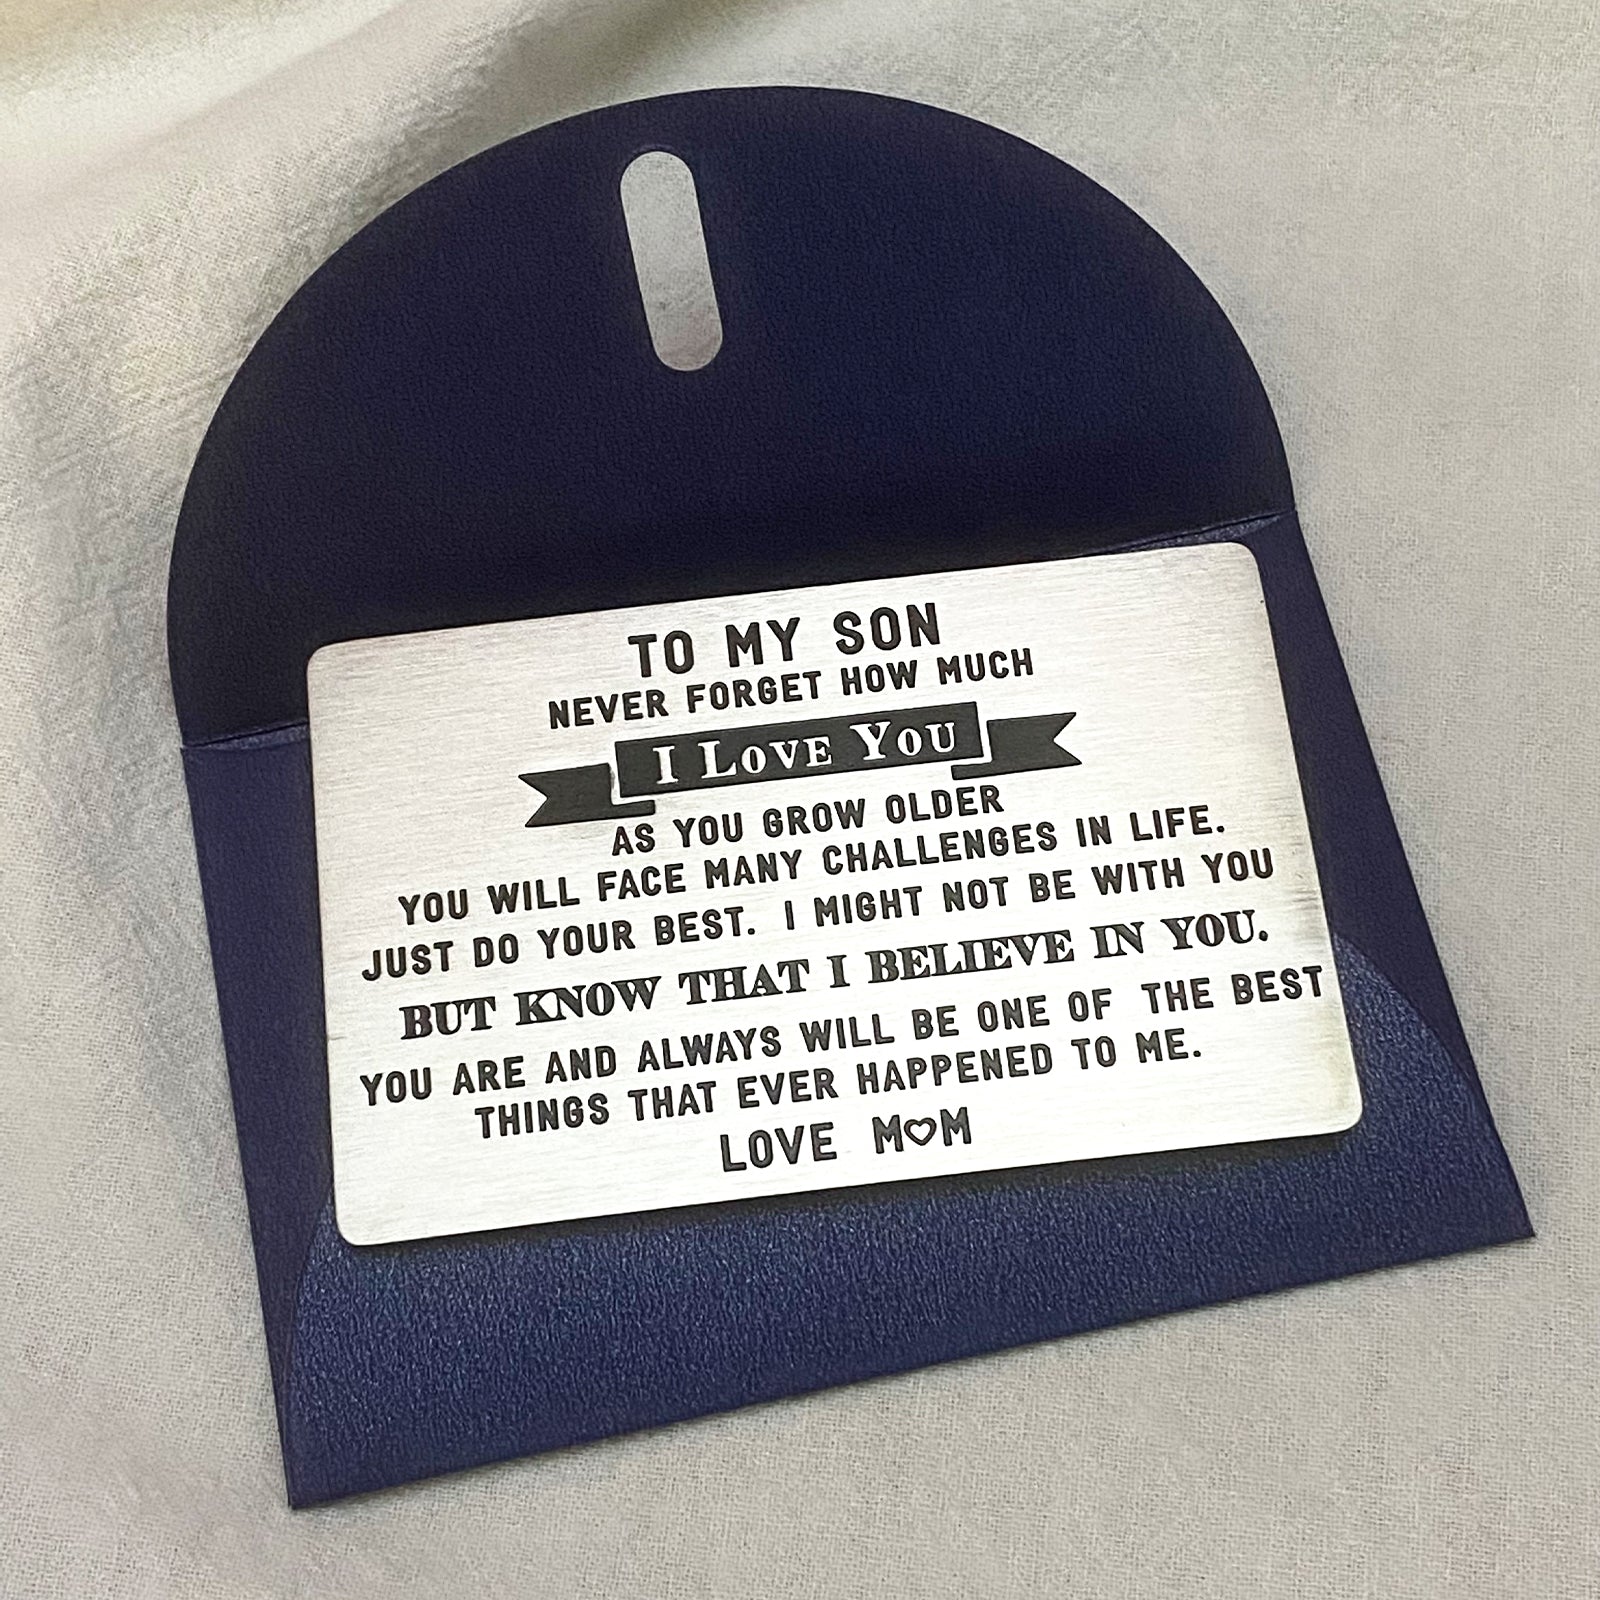 TO MY SON
NEVER FORGET HOW MUCH
I LOVE YOU
AS YOU GROW OLDER
YOU WILL FACE MANY CHALLENGES IN LIFE.
JUST DO YOUR BEST. I MIGHT NOT BE WITH YOU
BUT KNOW THAT I BELIEVE IN YOU.
YOU ARE AND ALWAYS WILL BE ONE OF THE BEST
THINGS THAT EVER HAPPENED TO ME.
LOVE M♡M